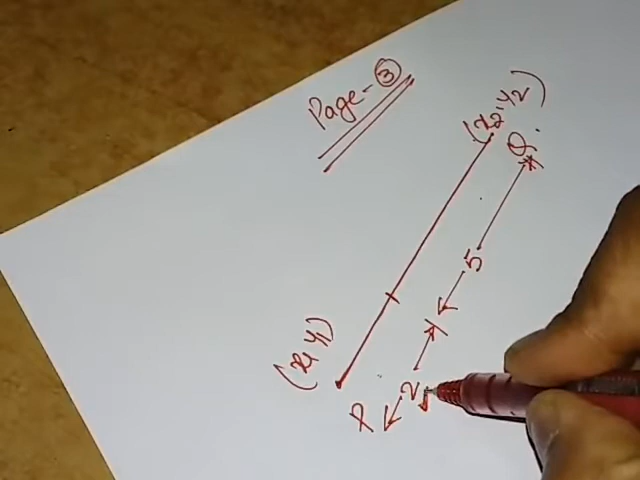 Page-③
(x₂, y₂)
Q
5
(x₁ y₁)
2
P